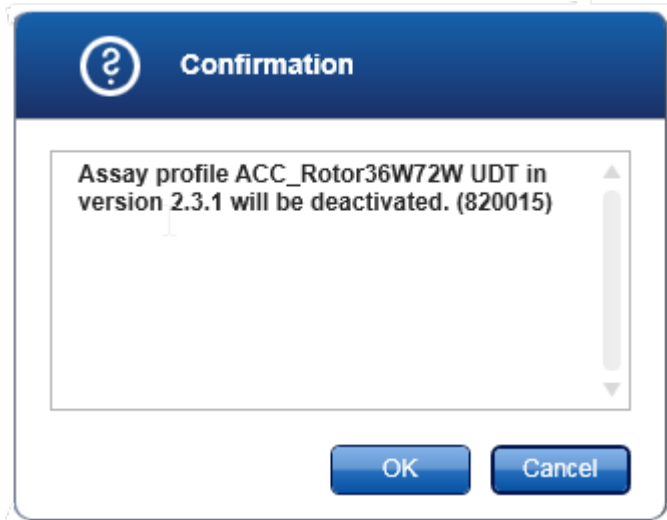 Confirmation
Assay profile ACC_Rotor36W72W UDT in
version 2.3.1 will be deactivated. (820015)
OK
Cancel